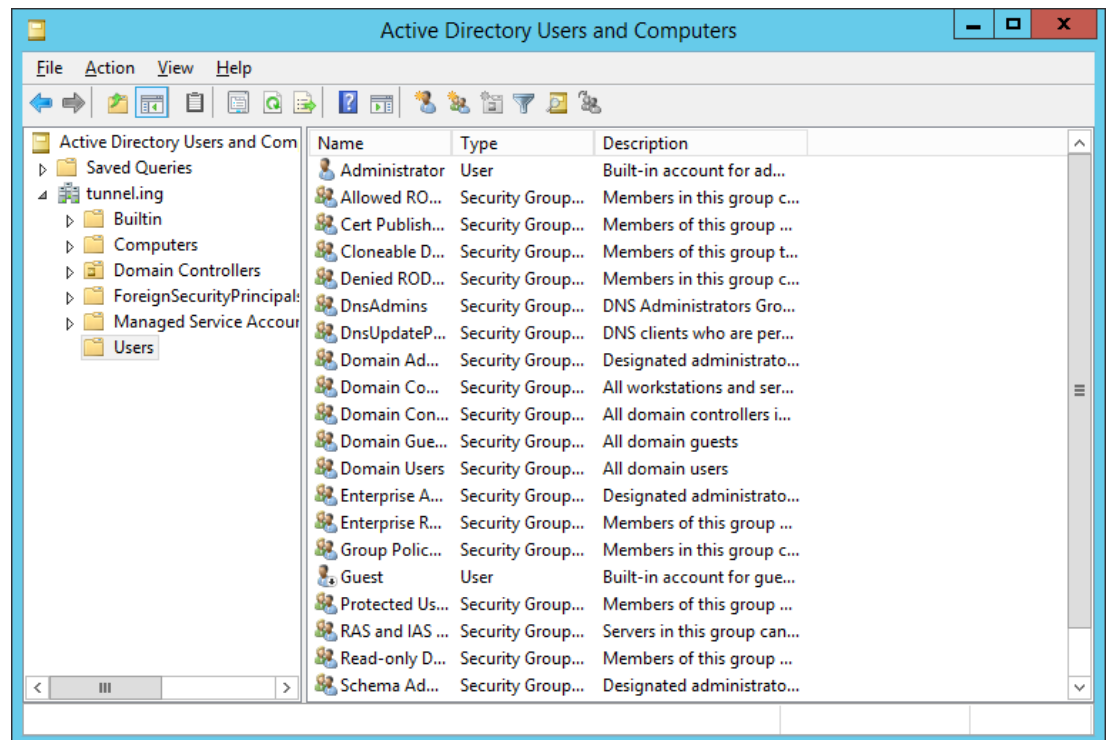 Active Directory Users and Computers
File Action View Help
Active Directory Users and Com
Saved Queries
tunnel.ing
Builtin
Computers
Domain Controllers
ForeignSecurityPrincipals
Managed Service Accour
Users
Name Type Description
Administrator User Built-in account for ad...
Allowed RO... Security Group... Members in this group c...
Cert Publish... Security Group... Members of this group ...
Cloneable D... Security Group... Members of this group t...
Denied ROD... Security Group... Members in this group c...
DnsAdmins Security Group... DNS Administrators Gro...
DnsUpdateP... Security Group... DNS clients who are per...
Domain Ad... Security Group... Designated administrato...
Domain Co... Security Group... All workstations and ser...
Domain Con... Security Group... All domain controllers i...
Domain Gue... Security Group... All domain guests
Domain Users Security Group... All domain users
Enterprise A... Security Group... Designated administrato...
Enterprise R... Security Group... Members of this group ...
Group Polic... Security Group... Members in this group c...
Guest User Built-in account for gue...
Protected Us... Security Group... Members of this group ...
RAS and IAS ... Security Group... Servers in this group can...
Read-only D... Security Group... Members of this group ...
Schema Ad... Security Group... Designated administrato...